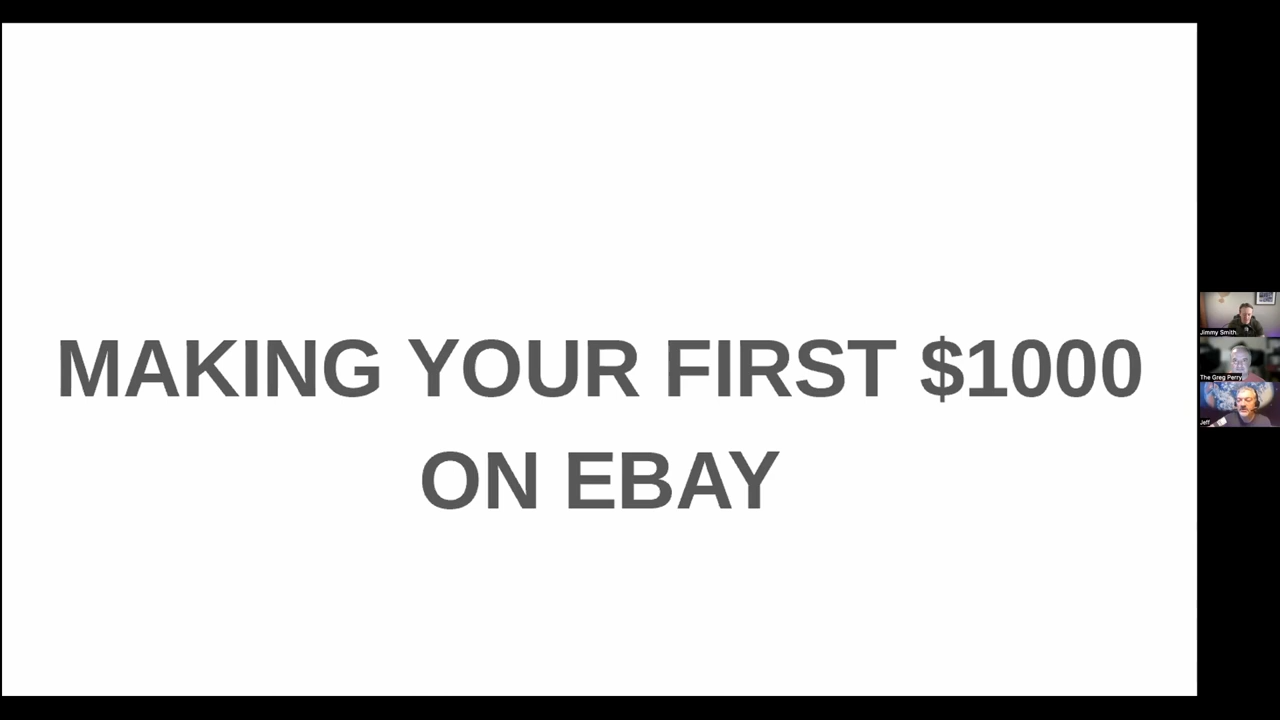 MAKING YOUR FIRST $1000
ON EBAY
Jimmy Smith
The Greg Perry
Jeff